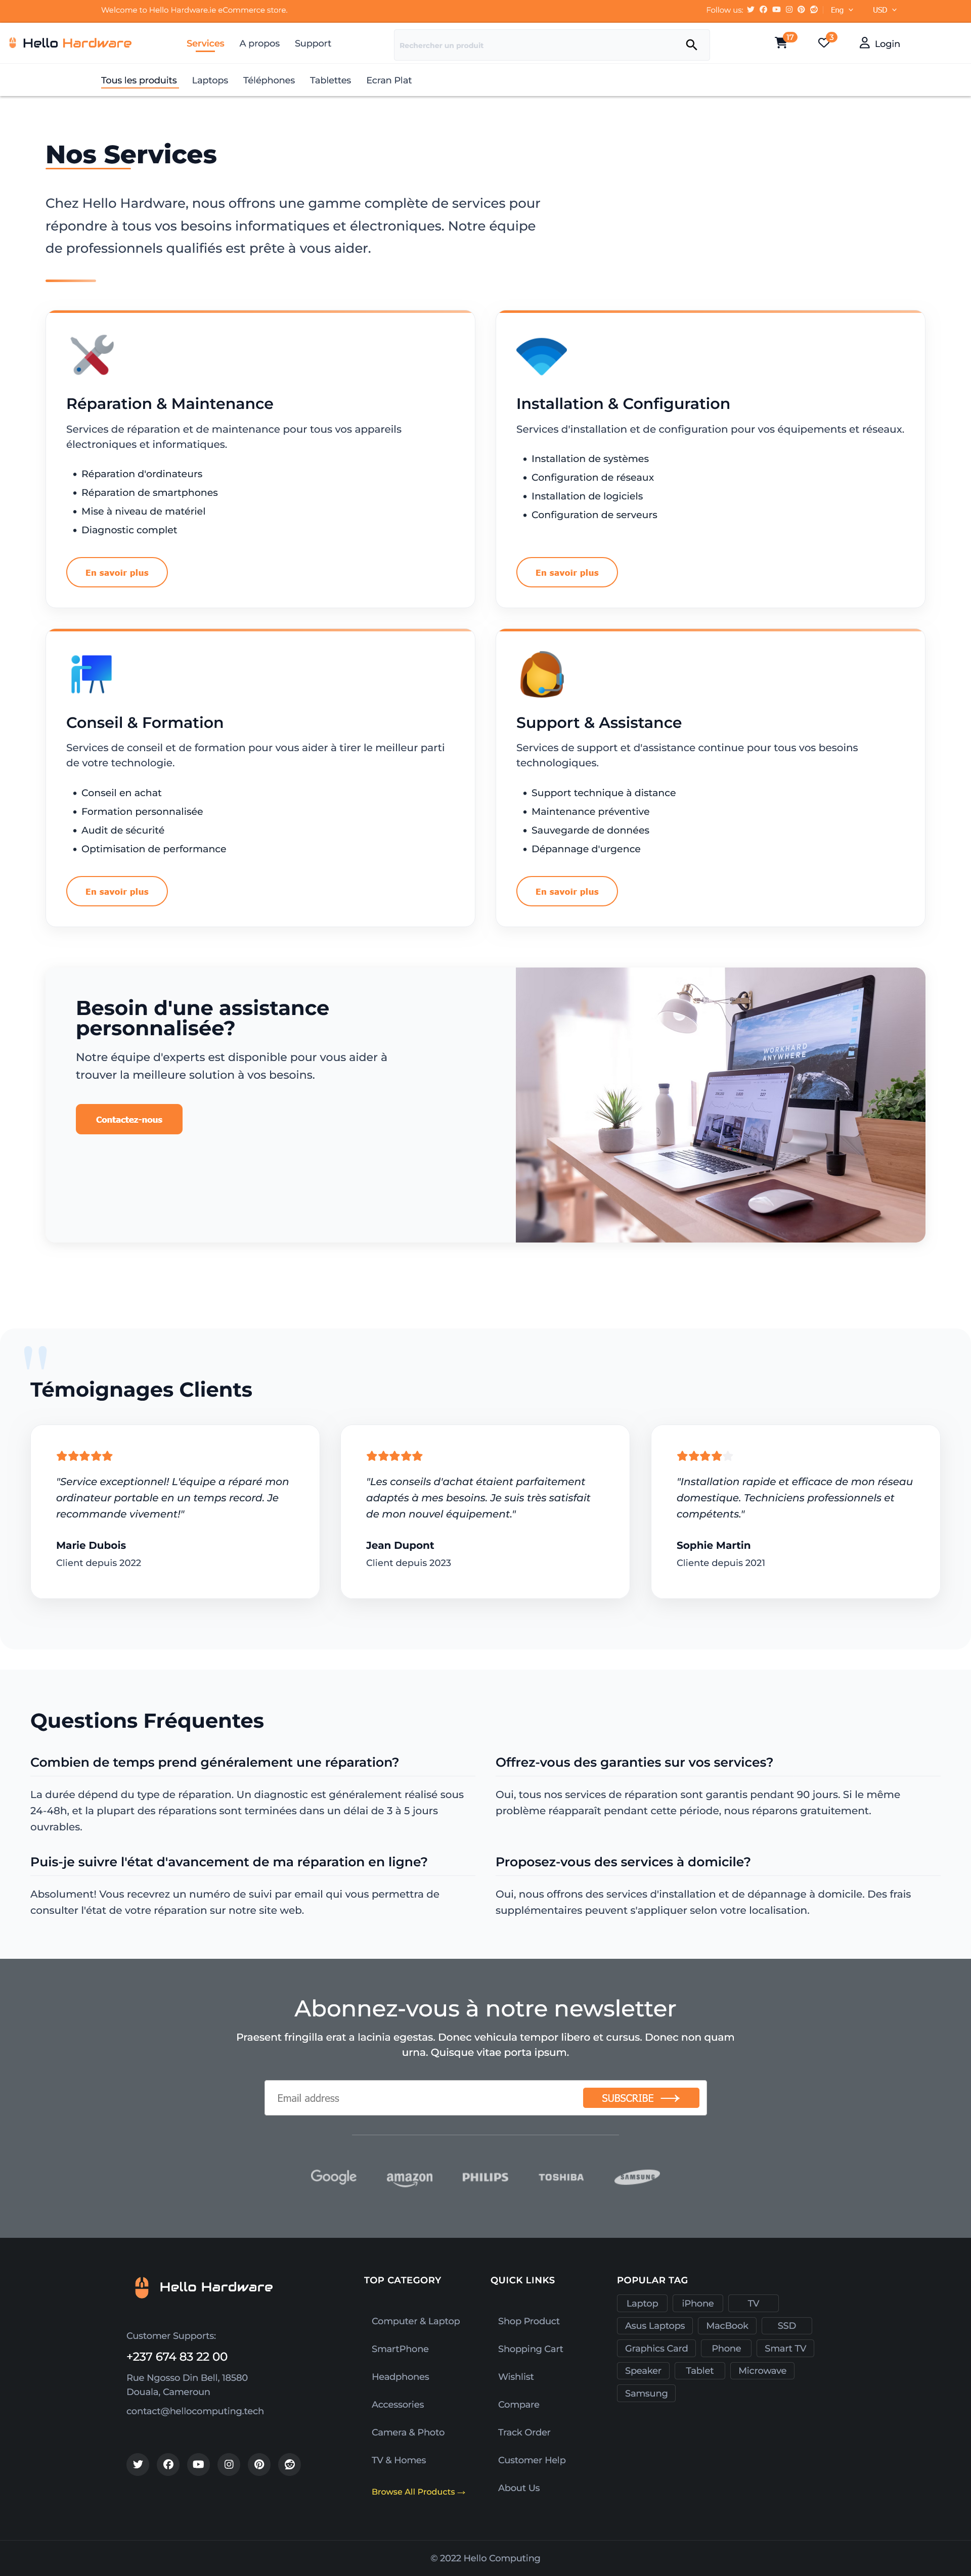 Welcome to Hello Hardware.ie eCommerce store.
Follow us:
Eng
USD
Hello Hardware
Services
A propos
Support
Rechercher un produit
17
3
Login
Tous les produits
Laptops
Téléphones
Tablettes
Ecran Plat
Nos Services
Chez Hello Hardware, nous offrons une gamme complète de services pour
répondre à tous vos besoins informatiques et électroniques. Notre équipe
de professionnels qualifiés est prête à vous aider.
Réparation & Maintenance
Services de réparation et de maintenance pour tous vos appareils
électroniques et informatiques.
Réparation d'ordinateurs
Réparation de smartphones
Mise à niveau de matériel
Diagnostic complet
En savoir plus
Installation & Configuration
Services d'installation et de configuration pour vos équipements et réseaux.
Installation de systèmes
Configuration de réseaux
Installation de logiciels
Configuration de serveurs
En savoir plus
Conseil & Formation
Services de conseil et de formation pour vous aider à tirer le meilleur parti
de votre technologie.
Conseil en achat
Formation personnalisée
Audit de sécurité
Optimisation de performance
En savoir plus
Support & Assistance
Services de support et d'assistance continue pour tous vos besoins
technologiques.
Support technique à distance
Maintenance préventive
Sauvegarde de données
Dépannage d'urgence
En savoir plus
Besoin d'une assistance
personnalisée?
Notre équipe d'experts est disponible pour vous aider à
trouver la meilleure solution à vos besoins.
Contactez-nous
WORKHARD
ANYWHERE
"
Témoignages Clients
"Service exceptionnel! L'équipe a réparé mon
ordinateur portable en un temps record. Je
recommande vivement!"
Marie Dubois
Client depuis 2022
"Les conseils d'achat étaient parfaitement
adaptés à mes besoins. Je suis très satisfait
de mon nouvel équipement."
Jean Dupont
Client depuis 2023
"Installation rapide et efficace de mon réseau
domestique. Techniciens professionnels et
compétents."
Sophie Martin
Cliente depuis 2021
Questions Fréquentes
Combien de temps prend généralement une réparation?
La durée dépend du type de réparation. Un diagnostic est généralement réalisé sous
24-48h, et la plupart des réparations sont terminées dans un délai de 3 à 5 jours
ouvrables.
Offrez-vous des garanties sur vos services?
Oui, tous nos services de réparation sont garantis pendant 90 jours. Si le même
problème réapparaît pendant cette période, nous réparons gratuitement.
Puis-je suivre l'état d'avancement de ma réparation en ligne?
Absolument! Vous recevrez un numéro de suivi par email qui vous permettra de
consulter l'état de votre réparation sur notre site web.
Proposez-vous des services à domicile?
Oui, nous offrons des services d'installation et de dépannage à domicile. Des frais
supplémentaires peuvent s'appliquer selon votre localisation.
Abonnez-vous à notre newsletter
Praesent fringilla erat a lacinia egestas. Donec vehicula tempor libero et cursus. Donec non quam
urna. Quisque vitae porta ipsum.
Email address
SUBSCRIBE
Google
amazon
PHILIPS
TOSHIBA
SAMSUNG
Hello Hardware
Customer Supports:
+237 674 83 22 00
Rue Ngosso Din Bell, 18580
Douala, Cameroun
contact@hellocomputing.tech
TOP CATEGORY
Computer & Laptop
SmartPhone
Headphones
Accessories
Camera & Photo
TV & Homes
Browse All Products →
QUICK LINKS
Shop Product
Shopping Cart
Wishlist
Compare
Track Order
Customer Help
About Us
POPULAR TAG
Laptop
iPhone
TV
Asus Laptops
MacBook
SSD
Graphics Card
Phone
Smart TV
Speaker
Tablet
Microwave
Samsung
© 2022 Hello Computing